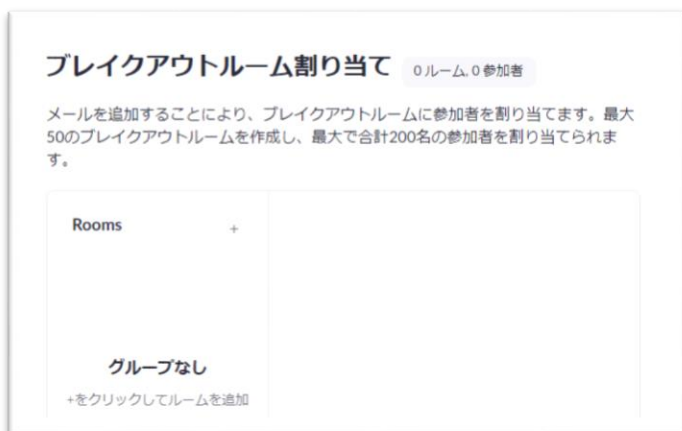 ブレイクアウトルーム割り当て 0 ルーム, 0 参加者
メールを追加することにより、ブレイクアウトルームに参加者を割り当てます。最大
50のブレイクアウトルームを作成し、最大で合計200名の参加者を割り当てられま
す。
Rooms +
グループなし
+をクリックしてルームを追加